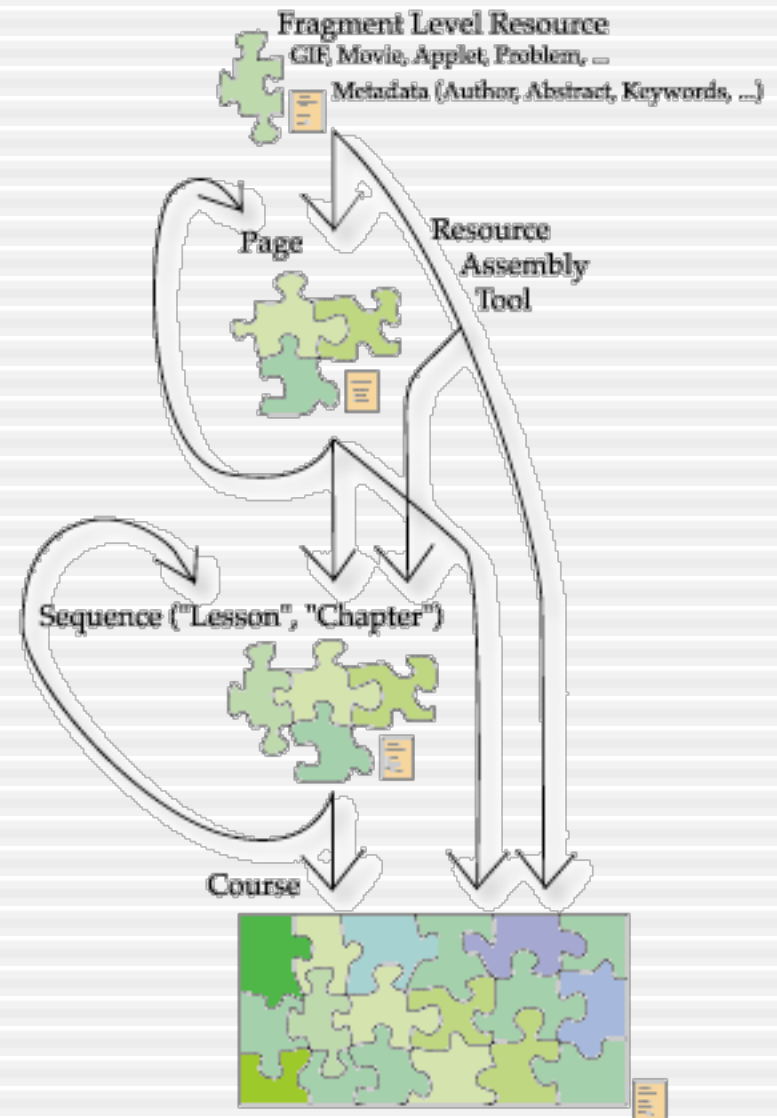 Fragment Level Resource
GIF, Movie, Applet, Problem, ...
Metadata (Author, Abstract, Keywords, ...)
Resource
Assembly
Tool
Page
Sequence ("Lesson", "Chapter")
Course